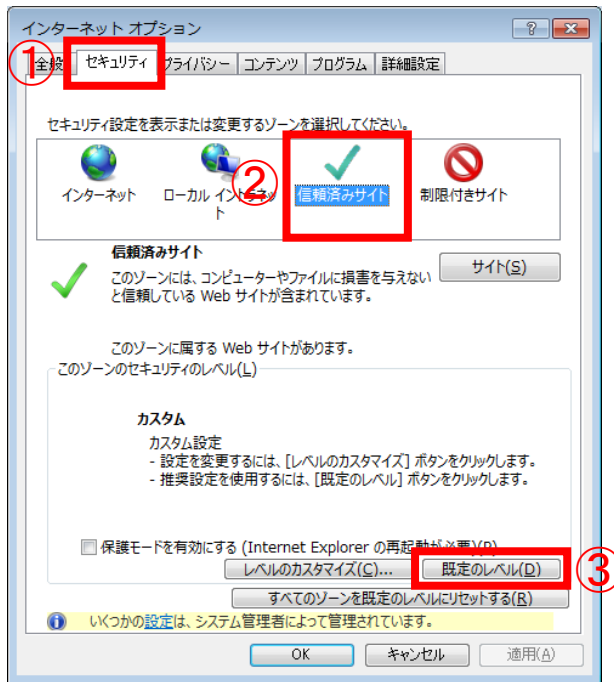 インターネット オプション
①
全般 セキュリティ プライバシー コンテンツ プログラム 詳細設定
セキュリティ設定を表示または変更するゾーンを選択してください。
②
インターネット
ローカル イントラネット
信頼済みサイト
制限付きサイト
信頼済みサイト
サイト(S)
このゾーンには、コンピューターやファイルに損害を与えない
と信頼している Web サイトが含まれています。
このゾーンに属する Web サイトがあります。
このゾーンのセキュリティのレベル(L)
カスタム
カスタム設定
- 設定を変更するには、[レベルのカスタマイズ] ボタンをクリックします。
- 推奨設定を使用するには、[既定のレベル] ボタンをクリックします。
保護モードを有効にする (Internet Explorer の再起動が必要)(P)
レベルのカスタマイズ(C)... 既定のレベル(D)
③
すべてのゾーンを既定のレベルにリセットする(R)
いくつかの設定は、システム管理者によって管理されています。
OK キャンセル 適用(A)